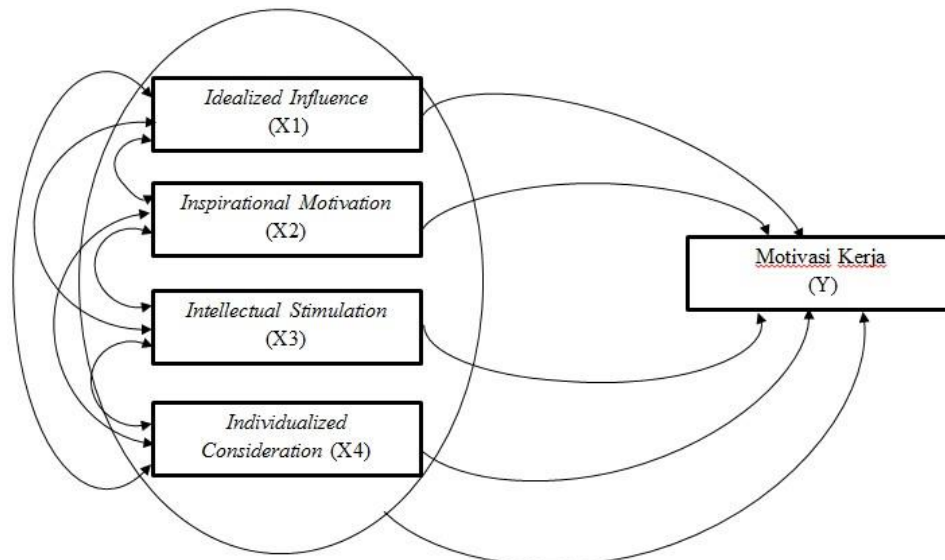 Idealized Influence
(X1)
Inspirational Motivation
(X2)
Intellectual Stimulation
(X3)
Individualized
Consideration (X4)
Motivasi Kerja
(Y)